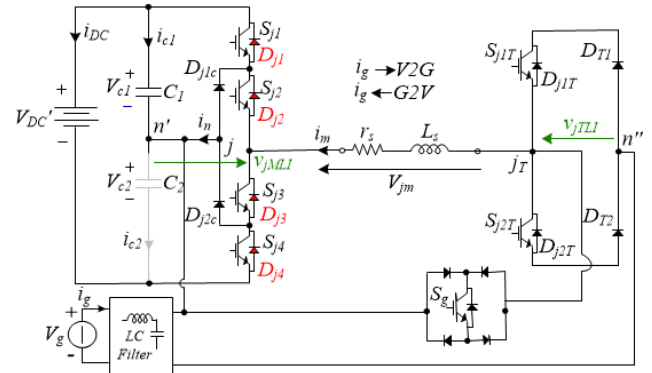 i_DC
i_c1
S_j1
D_j1
V_c1
C_1
D_j1c
S_j2
D_j2
V_DC'
n'
i_n
j
v_jML1
V_c2
C_2
i_c2
D_j2c
S_j3
D_j3
S_j4
D_j4
i_g → V2G
i_g ← G2V
i_m
r_s
L_s
V_jm
S_j1T
D_j1T
D_T1
v_jTL1
n''
j_T
S_j2T
D_j2T
D_T2
S_g
i_g
V_g
LC
Filter